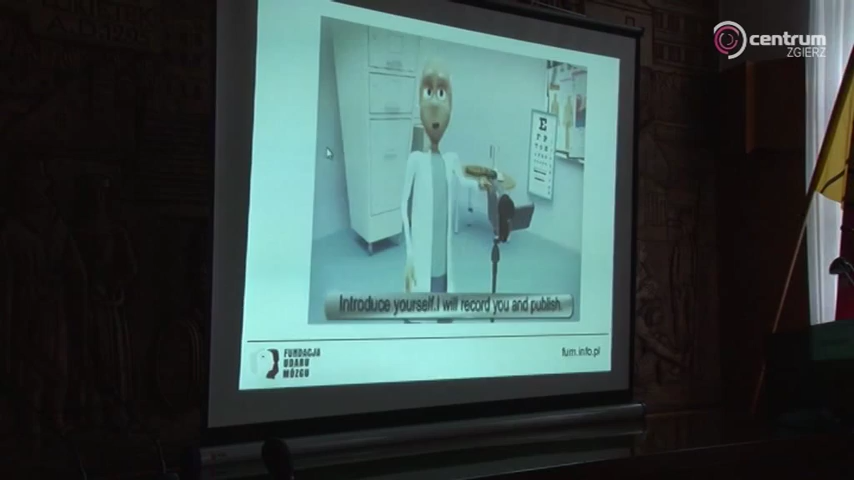 centrum
ZGIERZ
Introduce yourself.I will record you and publish.
FUNDACJA
UDARU
MÓZGU
fum.info.pl